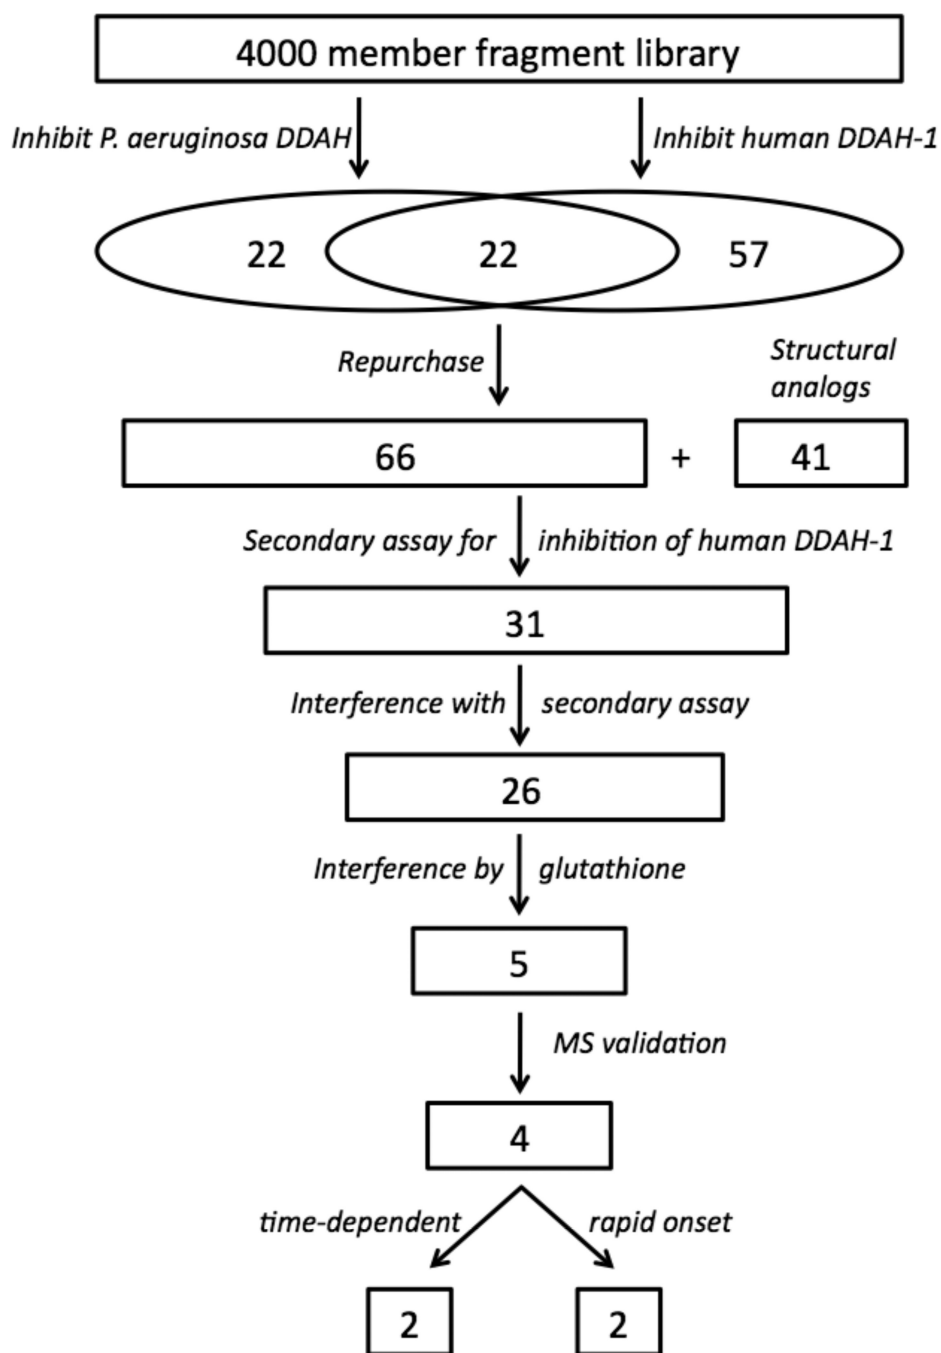 4000 member fragment library
Inhibit P. aeruginosa DDAH
Inhibit human DDAH-1
22
22
57
Repurchase
Structural
analogs
66
+
41
Secondary assay for inhibition of human DDAH-1
31
Interference with secondary assay
26
Interference by glutathione
5
MS validation
4
time-dependent
rapid onset
2
2